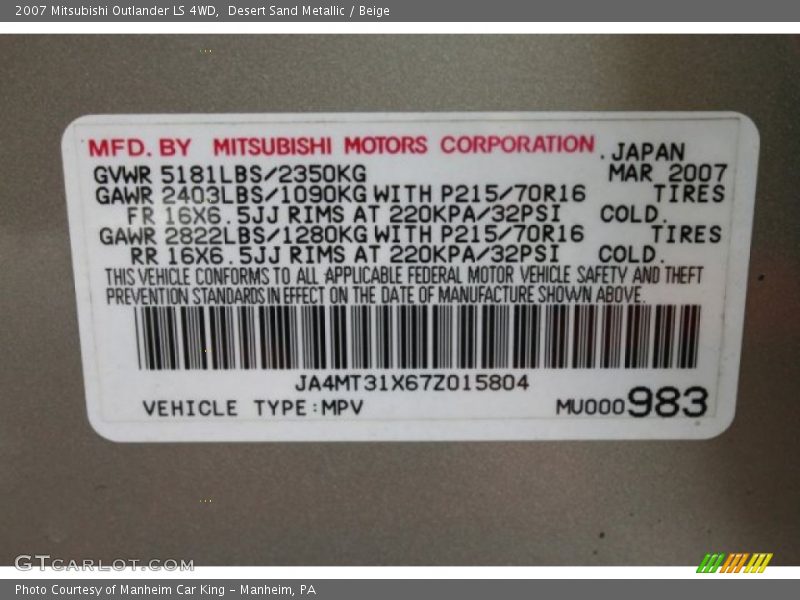 2007 Mitsubishi Outlander LS 4WD, Desert Sand Metallic / Beige
MFD. BY MITSUBISHI MOTORS CORPORATION . JAPAN
GVWR 5181LBS/2350KG MAR 2007
GAWR 2403LBS/1090KG WITH P215/70R16 TIRES
FR 16X6.5JJ RIMS AT 220KPA/32PSI COLD.
GAWR 2822LBS/1280KG WITH P215/70R16 TIRES
RR 16X6.5JJ RIMS AT 220KPA/32PSI COLD.
THIS VEHICLE CONFORMS TO ALL APPLICABLE FEDERAL MOTOR VEHICLE SAFETY AND THEFT
PREVENTION STANDARDS IN EFFECT ON THE DATE OF MANUFACTURE SHOWN ABOVE.
JA4MT31X67Z015804
VEHICLE TYPE:MPV MU000983
GTCARLOT.COM
Photo Courtesy of Manheim Car King - Manheim, PA